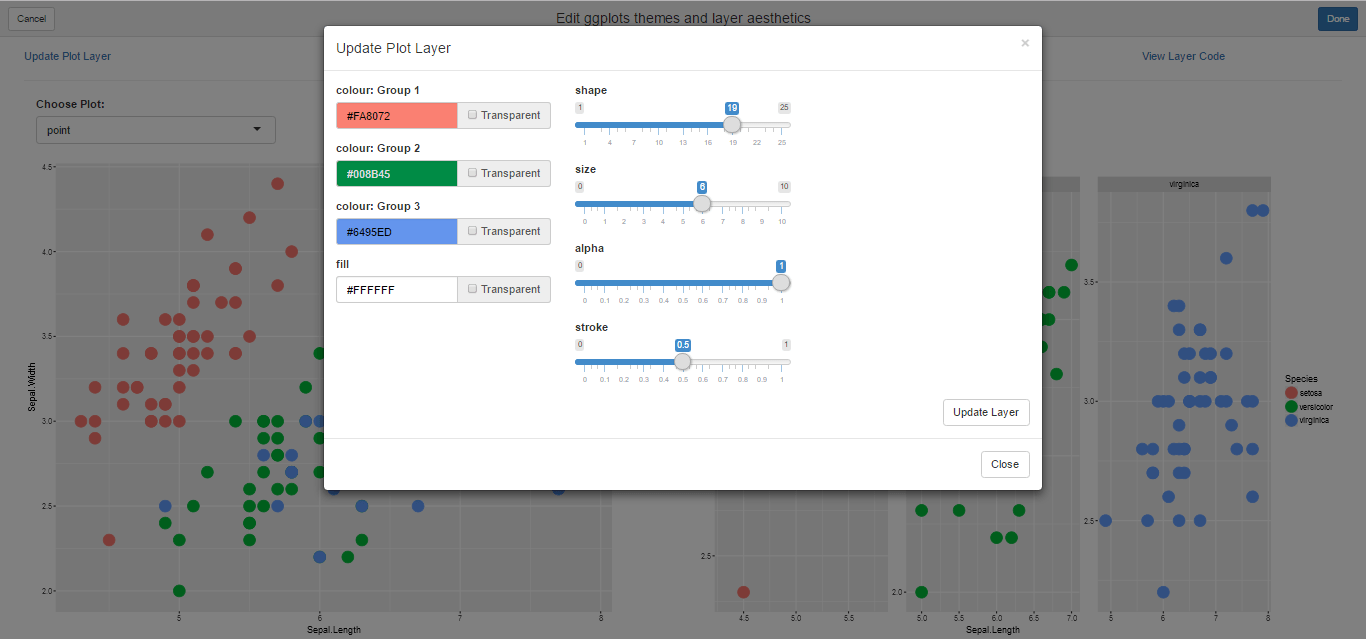 Cancel
Edit ggplots themes and layer aesthetics
Done
Update Plot Layer
View Layer Code
Choose Plot:
point
Update Plot Layer
×
colour: Group 1
#FA8072
Transparent
colour: Group 2
#008B45
Transparent
colour: Group 3
#6495ED
Transparent
fill
#FFFFFF
Transparent
shape
1 19 25
1 4 7 10 13 16 19 22 25
size
0 6 10
0 1 2 3 4 5 6 7 8 9 10
alpha
0 1
0 0.1 0.2 0.3 0.4 0.5 0.6 0.7 0.8 0.9 1
stroke
0 0.5 1
0 0.1 0.2 0.3 0.4 0.5 0.6 0.7 0.8 0.9 1
Update Layer
Close
4.5
4.0
3.5
3.0
2.5
2.0
Sepal.Width
5 6 7 8
Sepal.Length
2.5
4.5 5.0 5.5
2.0
5.0 5.5 6.0 6.5 7.0
Sepal.Length
virginica
3.5
3.0
2.5
5 6 7 8
Species
setosa
versicolor
virginica